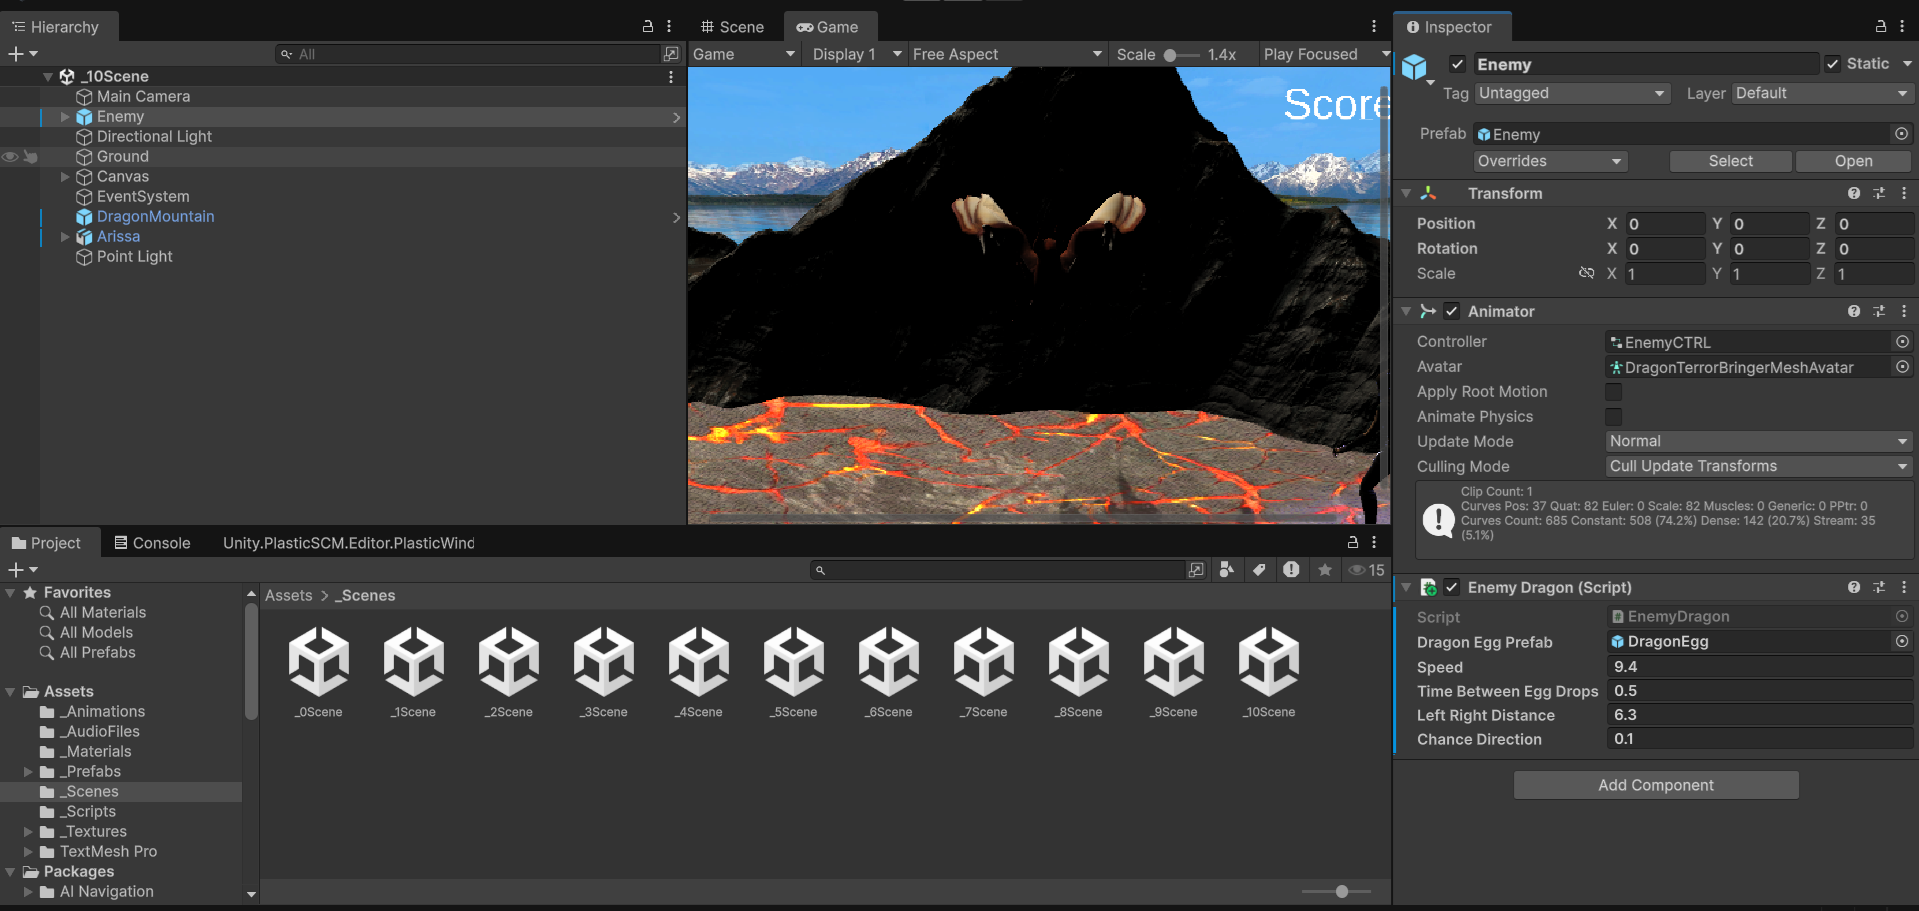 Hierarchy
All
_10Scene
Main Camera
Enemy
Directional Light
Ground
Canvas
EventSystem
DragonMountain
Arissa
Point Light
Scene
Game
Game
Display 1
Free Aspect
Scale
1.4x
Play Focused
Score
Inspector
Enemy
Static
Tag Untagged
Layer Default
Prefab Enemy
Overrides
Select
Open
Transform
Position X 0 Y 0 Z 0
Rotation X 0 Y 0 Z 0
Scale X 1 Y 1 Z 1
Animator
Controller EnemyCTRL
Avatar DragonTerrorBringerMeshAvatar
Apply Root Motion
Animate Physics
Update Mode Normal
Culling Mode Cull Update Transforms
Clip Count: 1
Curves Pos: 37 Quat: 82 Euler: 0 Scale: 82 Muscles: 0 Generic: 0 PPtr: 0
Curves Count: 685 Constant: 508 (74.2%) Dense: 142 (20.7%) Stream: 35
(5.1%)
Enemy Dragon (Script)
Script EnemyDragon
Dragon Egg Prefab DragonEgg
Speed 9.4
Time Between Egg Drops 0.5
Left Right Distance 6.3
Chance Direction 0.1
Add Component
Project
Console
Unity.PlasticSCM.Editor.PlasticWind
15
Favorites
All Materials
All Models
All Prefabs
Assets
_Animations
_AudioFiles
_Materials
_Prefabs
_Scenes
_Scripts
_Textures
TextMesh Pro
Packages
AI Navigation
Assets > _Scenes
_0Scene
_1Scene
_2Scene
_3Scene
_4Scene
_5Scene
_6Scene
_7Scene
_8Scene
_9Scene
_10Scene